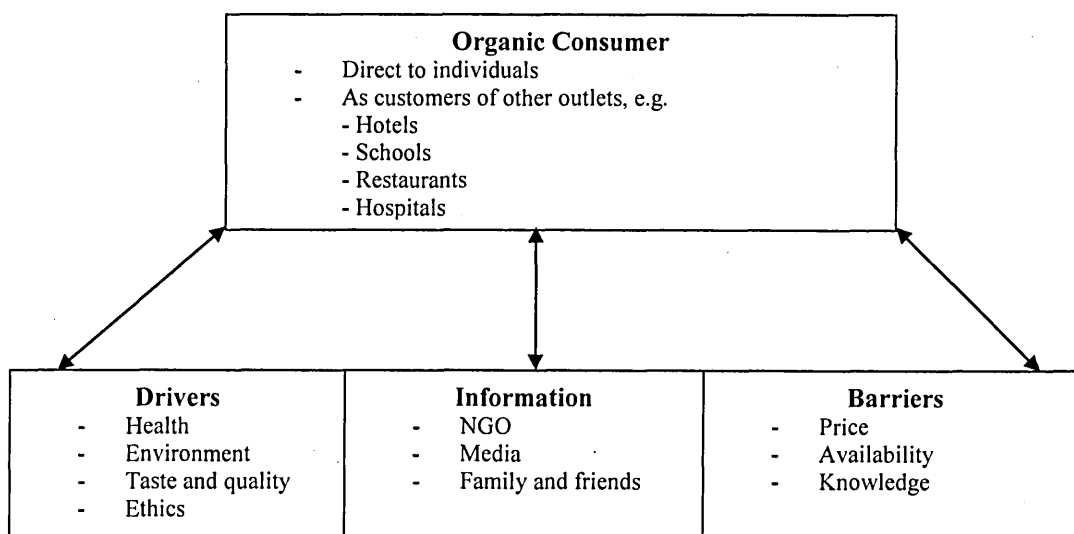 Organic Consumer
- Direct to individuals
- As customers of other outlets, e.g.
- Hotels
- Schools
- Restaurants
- Hospitals
Drivers
- Health
- Environment
- Taste and quality
- Ethics
Information
- NGO
- Media
- Family and friends
Barriers
- Price
- Availability
- Knowledge